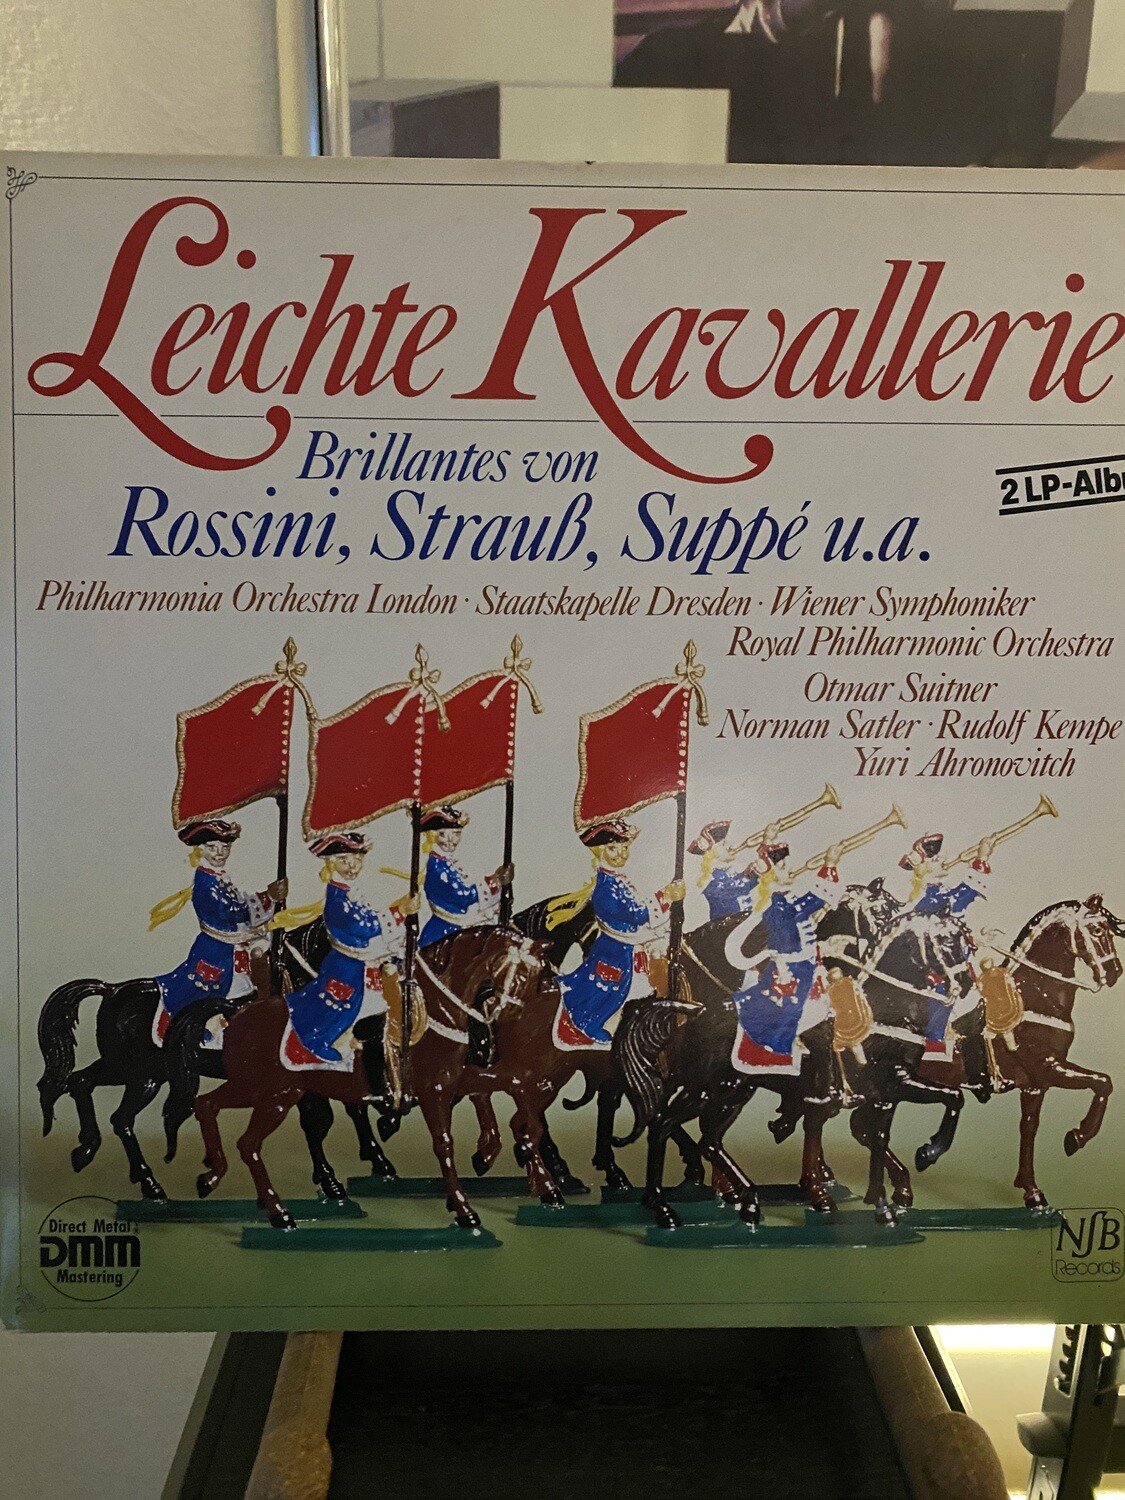 Leichte Kavallerie
Brillantes von
2 LP-Albu
Rossini, Strauß, Suppé u.a.
Philharmonia Orchestra London · Staatskapelle Dresden · Wiener Symphoniker
Royal Philharmonic Orchestra
Otmar Suitner
Norman Satler · Rudolf Kempe
Yuri Ahronovitch
Direct Metal
DMM
Mastering
NSB
Records